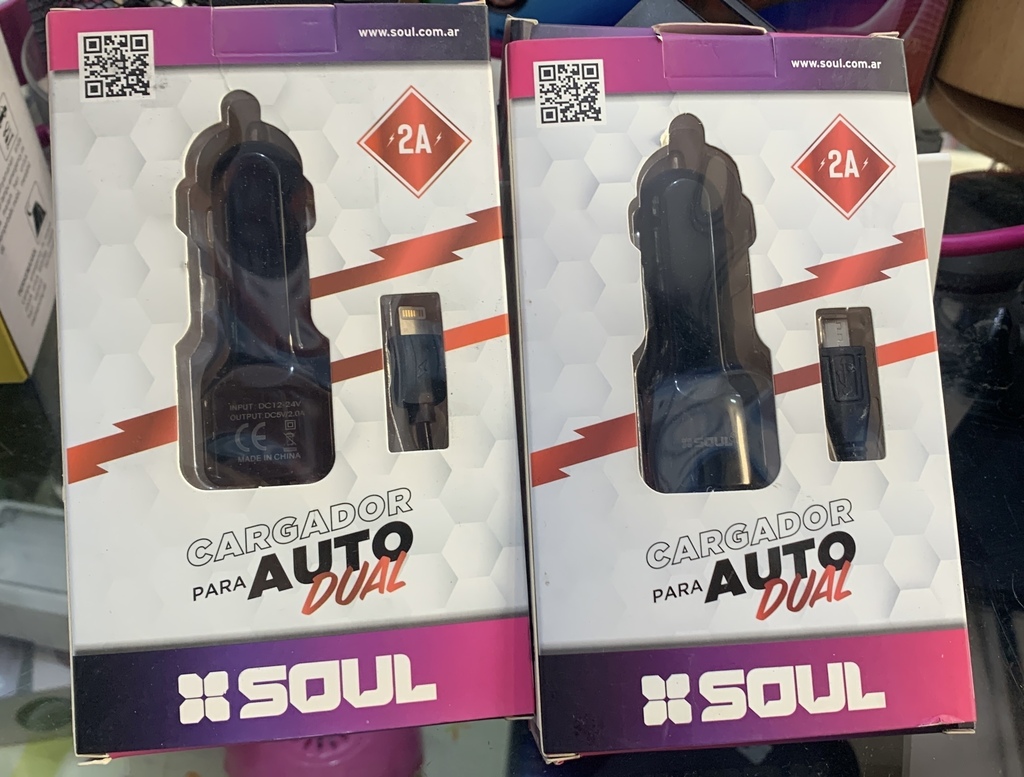 www.soul.com.ar
2A
INPUT: DC12-24V
OUTPUT:DC5V/2.0A
CE
MADE IN CHINA
CARGADOR
PARA AUTO
DUAL
SOUL
www.soul.com.ar
2A
SOUL
CARGADOR
PARA AUTO
DUAL
SOUL